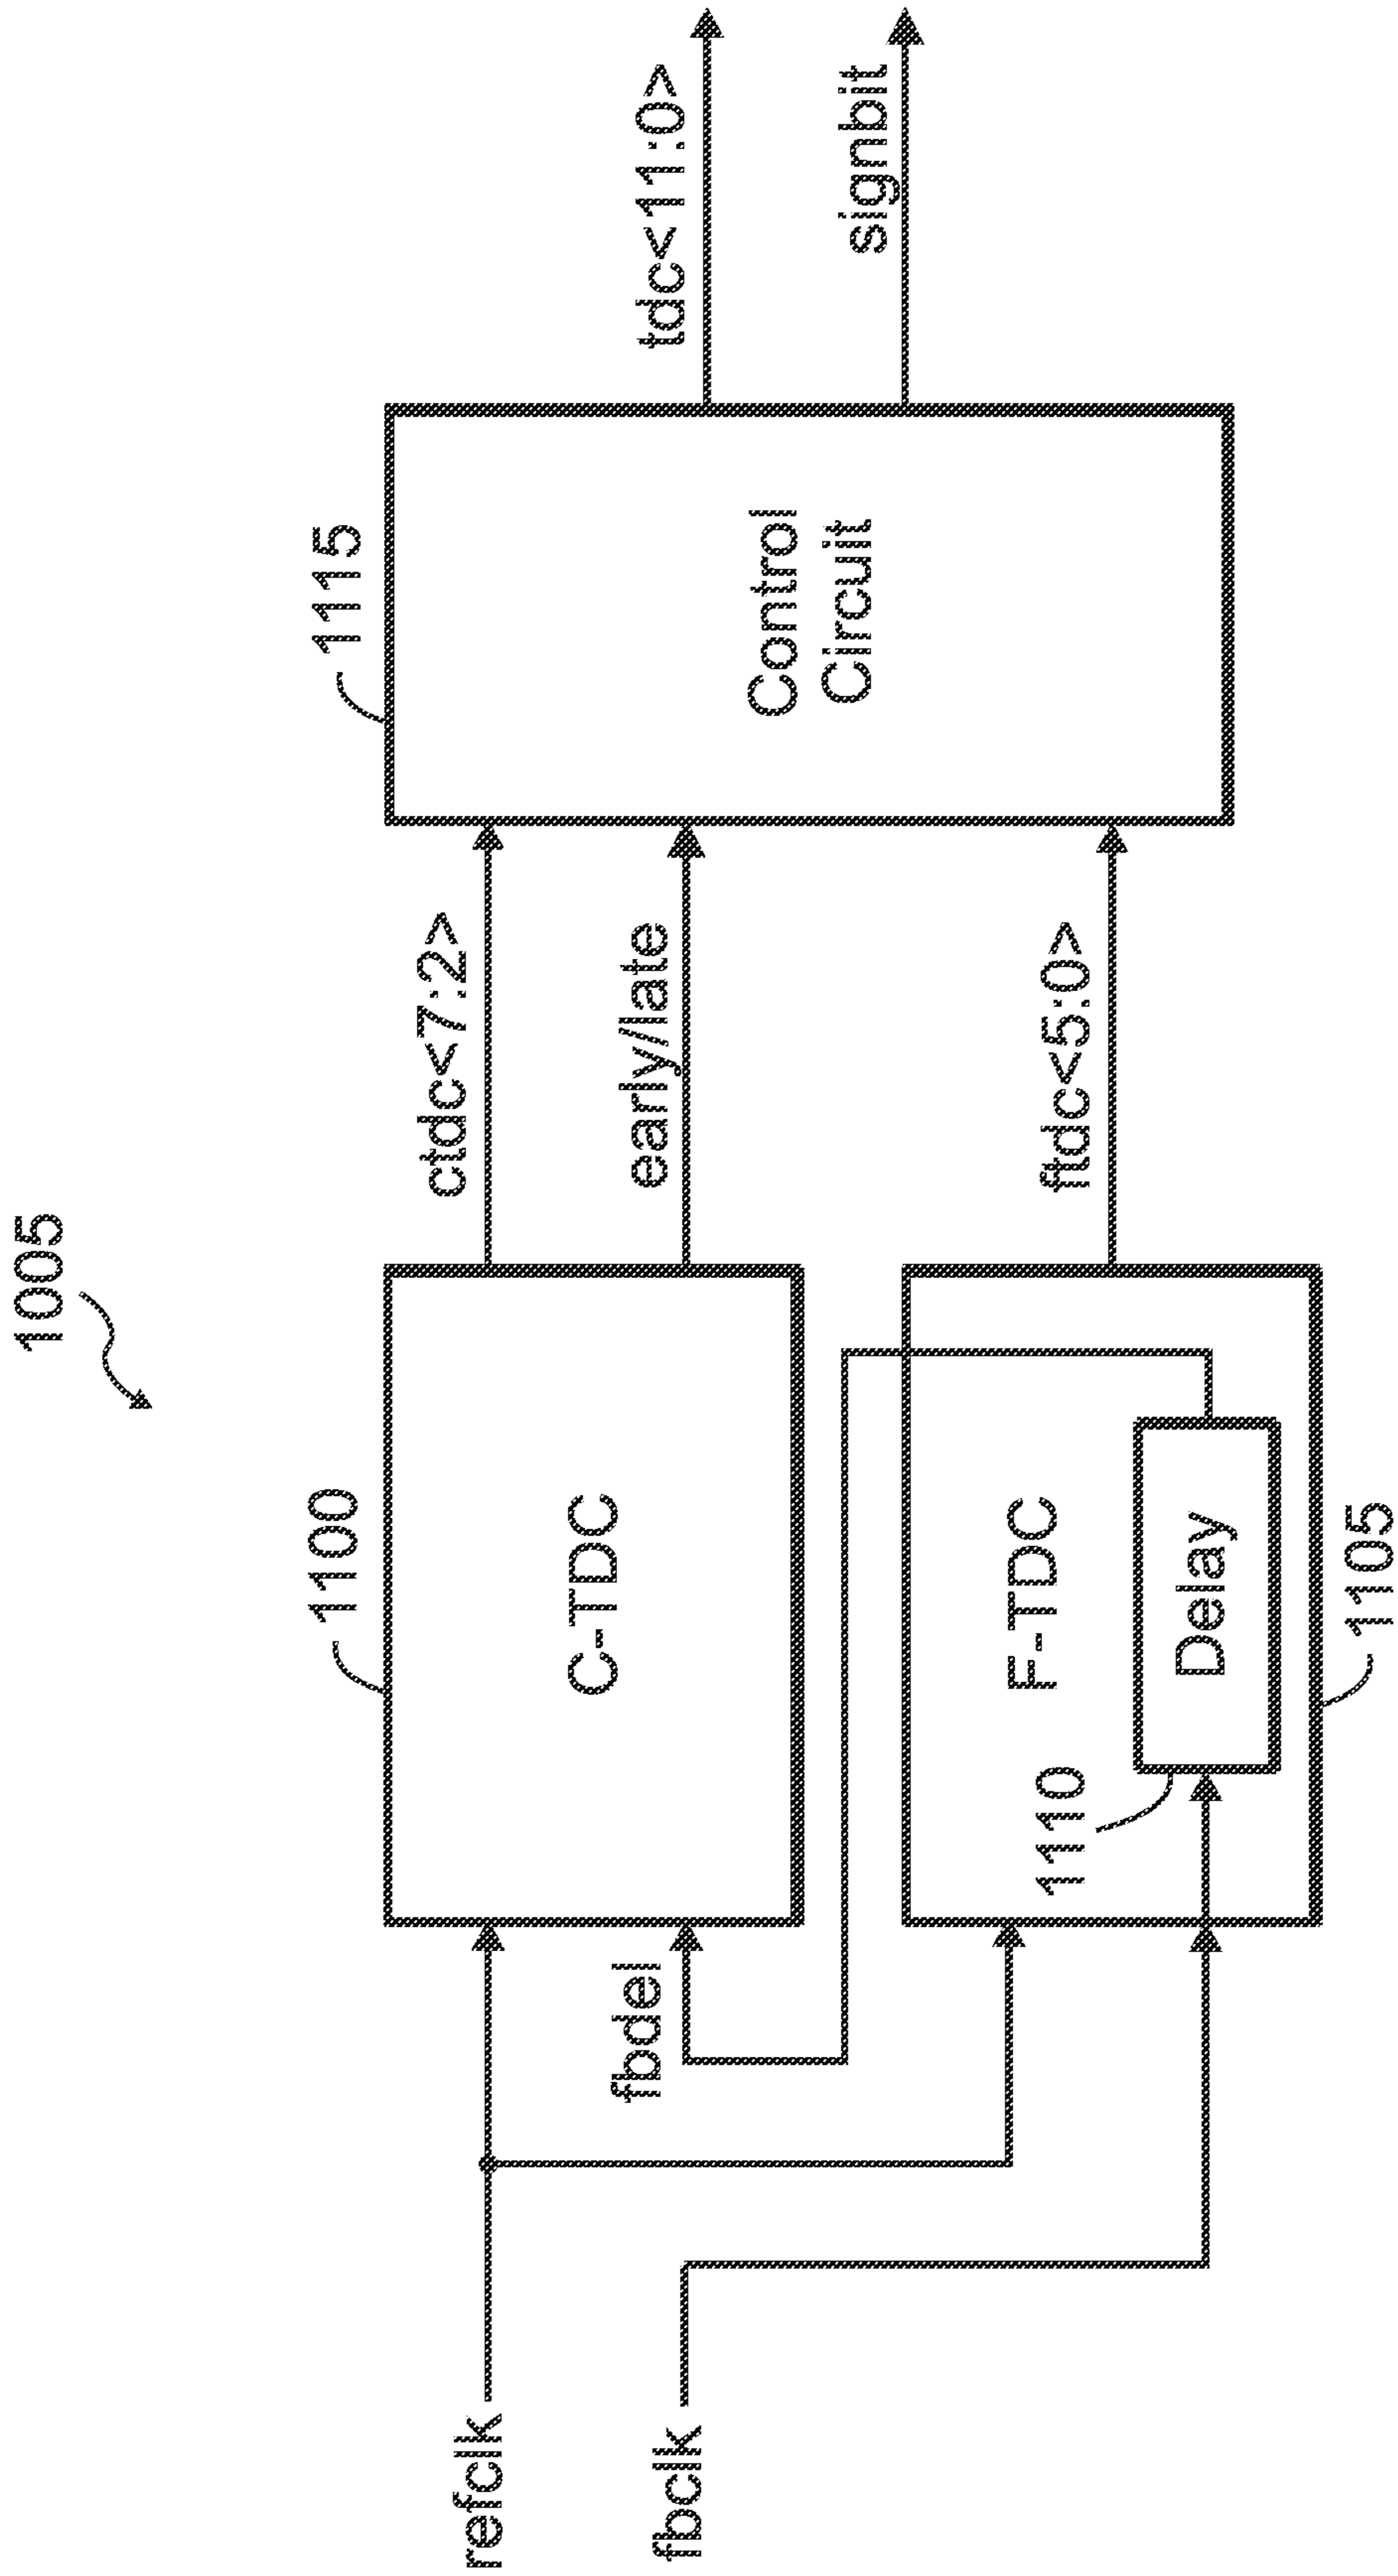 1005
1100
1115
refclk
fbclk
fbdel
C-TDC
ctdc<7:2>
early/late
Control
Circuit
tdc<11:0>
signbit
1110
F-TDC
Delay
ftdc<5:0>
1105